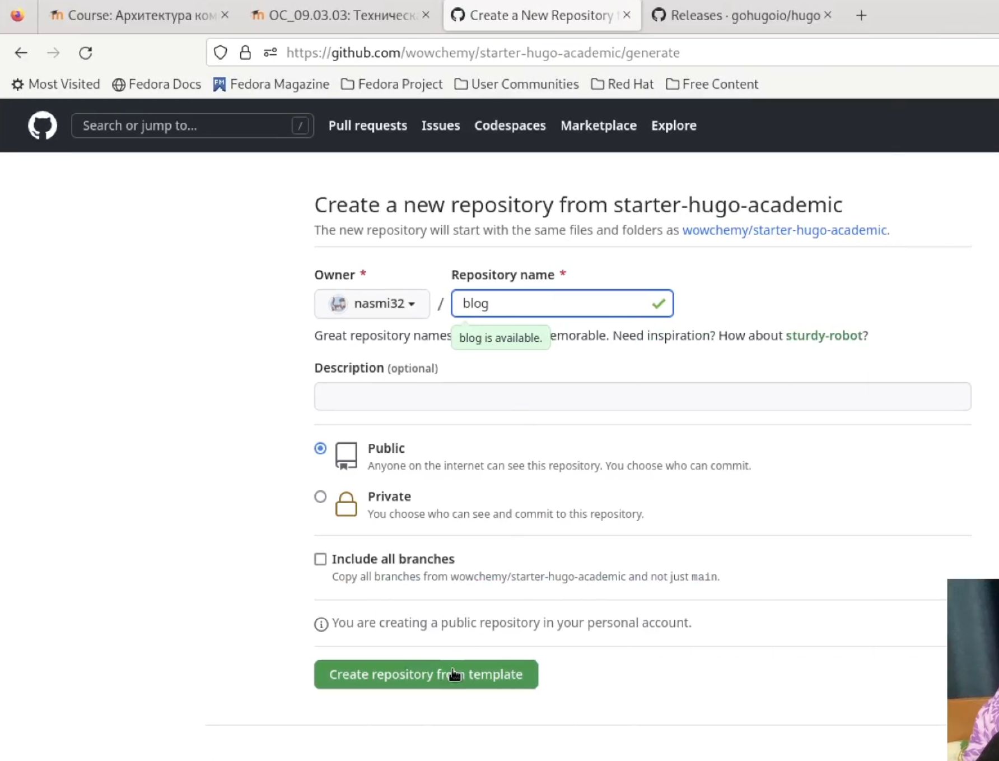 Course: Архитектура ком
ОС_09.03.03: Техническ
Create a New Repository
Releases · gohugoio/hugo
https://github.com/wowchemy/starter-hugo-academic/generate
Most Visited Fedora Docs Fedora Magazine Fedora Project User Communities Red Hat Free Content
Search or jump to... / Pull requests Issues Codespaces Marketplace Explore
Create a new repository from starter-hugo-academic
The new repository will start with the same files and folders as wowchemy/starter-hugo-academic.
Owner * Repository name *
nasmi32 / blog
Great repository names emorable. Need inspiration? How about sturdy-robot?
blog is available.
Description (optional)
Public
Anyone on the internet can see this repository. You choose who can commit.
Private
You choose who can see and commit to this repository.
Include all branches
Copy all branches from wowchemy/starter-hugo-academic and not just main.
You are creating a public repository in your personal account.
Create repository from template